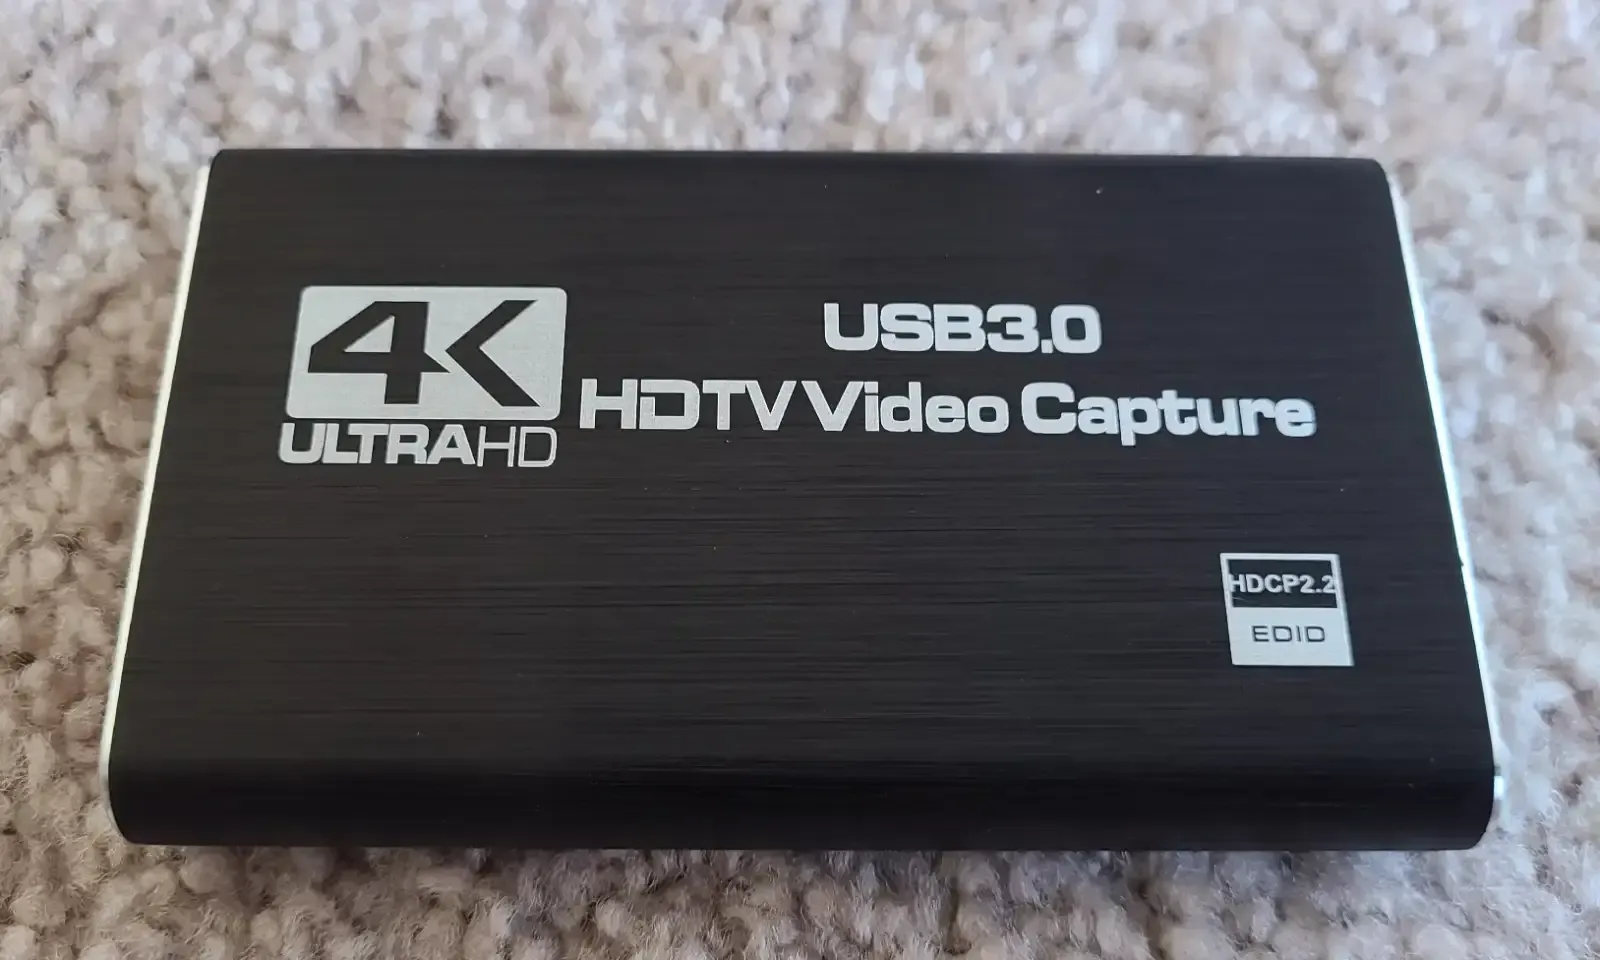 4K
ULTRAHD
USB3.0
HDTV Video Capture
HDCP2.2
EDID